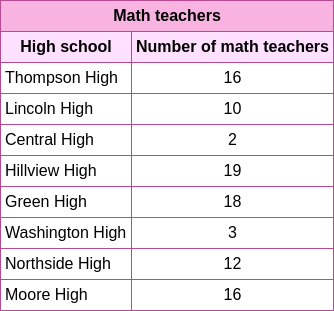 Math teachers
High school Number of math teachers
Thompson High 16
Lincoln High 10
Central High 2
Hillview High 19
Green High 18
Washington High 3
Northside High 12
Moore High 16